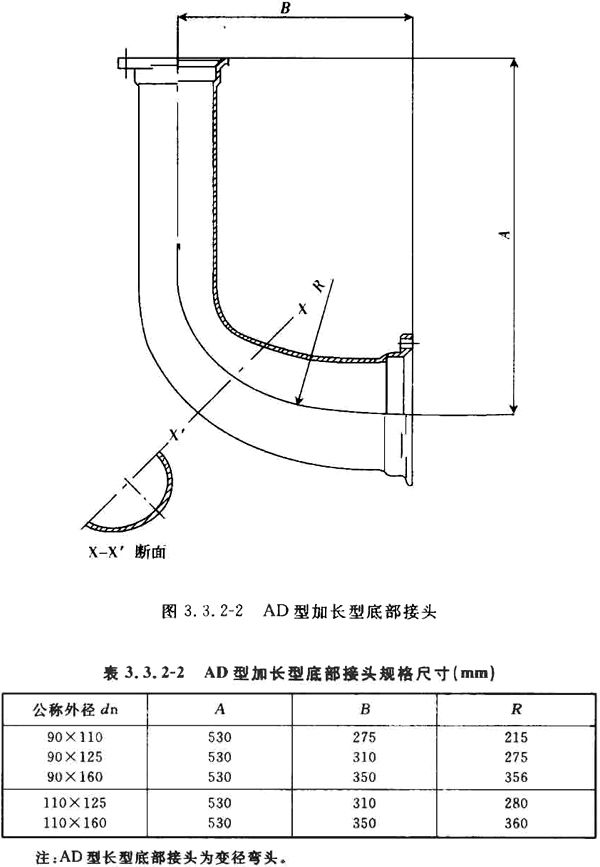 B
A
R
X
X′
X-X′ 断面
图 3.3.2-2 AD 型加长型底部接头
表 3.3.2-2 AD 型加长型底部接头规格尺寸(mm)
公称外径 dn A B R
90×110 530 275 215
90×125 530 310 275
90×160 530 350 356
110×125 530 310 280
110×160 530 350 360
注:AD 型长型底部接头为变径弯头。